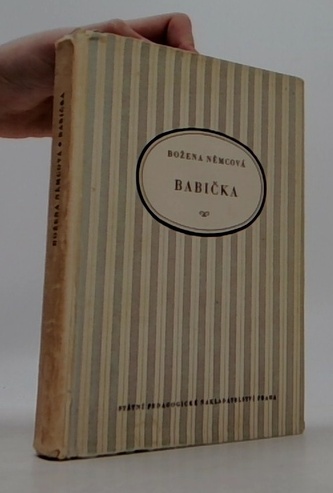 BOŽENA NĚMCOVÁ
BABIČKA
STÁTNÍ PEDAGOGICKÉ NAKLADATELSTVÍ PRAHA
BOŽENA NĚMCOVÁ • BABIČKA